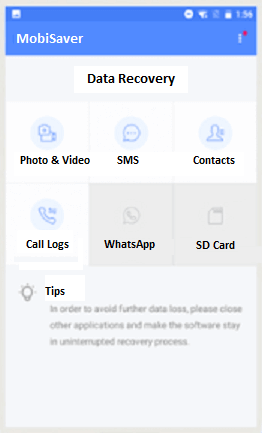 1:56
MobiSaver
Data Recovery
Photo & Video SMS Contacts
Call Logs WhatsApp SD Card
Tips
In order to avoid further data loss, please close
other applications and make the software stay
in uninterrupted recovery process.